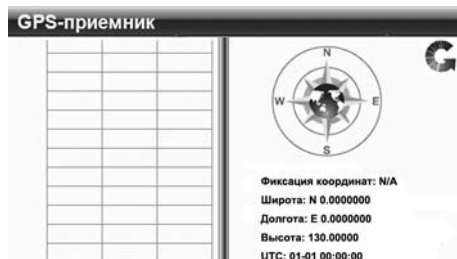 GPS-приемник
N
W
E
S
Фиксация координат: N/A
Широта: N 0.0000000
Долгота: E 0.0000000
Высота: 130.00000
UTC: 01-01 00:00:00